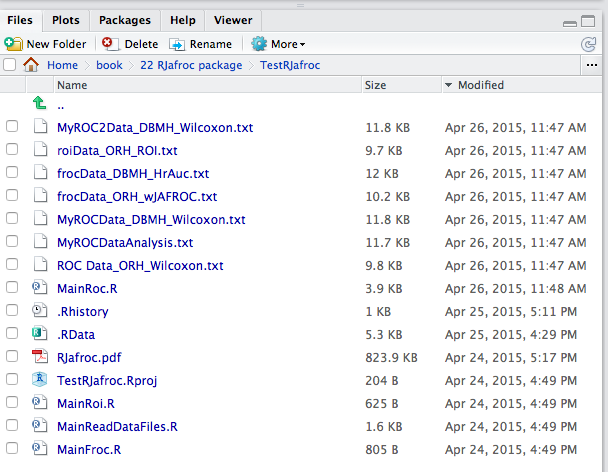 Files Plots Packages Help Viewer
New Folder Delete Rename More
Home book 22 RJafroc package TestRJafroc ...
Name Size Modified
..
MyROC2Data_DBMH_Wilcoxon.txt 11.8 KB Apr 26, 2015, 11:47 AM
roiData_ORH_ROI.txt 9.7 KB Apr 26, 2015, 11:47 AM
frocData_DBMH_HrAuc.txt 12 KB Apr 26, 2015, 11:47 AM
frocData_ORH_wJAFROC.txt 10.2 KB Apr 26, 2015, 11:47 AM
MyROCData_DBMH_Wilcoxon.txt 11.8 KB Apr 26, 2015, 11:47 AM
MyROCDataAnalysis.txt 11.7 KB Apr 26, 2015, 11:47 AM
ROC Data_ORH_Wilcoxon.txt 9.8 KB Apr 26, 2015, 11:47 AM
MainRoc.R 3.9 KB Apr 26, 2015, 11:48 AM
.Rhistory 1 KB Apr 25, 2015, 5:11 PM
.RData 5.3 KB Apr 25, 2015, 4:29 PM
RJafroc.pdf 823.9 KB Apr 24, 2015, 5:17 PM
TestRJafroc.Rproj 204 B Apr 24, 2015, 4:49 PM
MainRoi.R 625 B Apr 24, 2015, 4:49 PM
MainReadDataFiles.R 1.6 KB Apr 24, 2015, 4:49 PM
MainFroc.R 805 B Apr 24, 2015, 4:49 PM